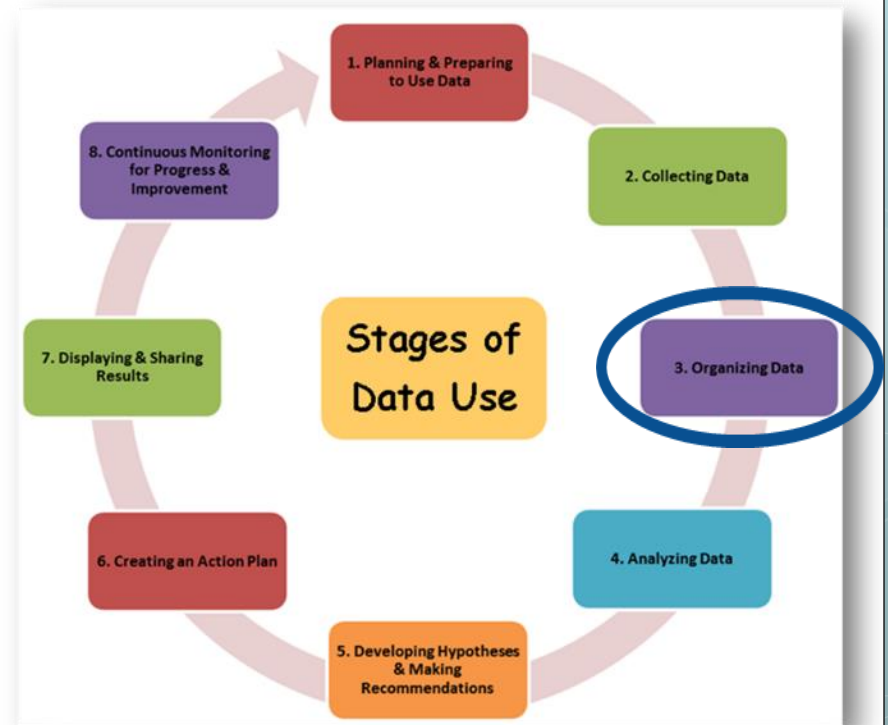 1. Planning & Preparing
to Use Data
2. Collecting Data
3. Organizing Data
4. Analyzing Data
5. Developing Hypotheses
& Making
Recommendations
6. Creating an Action Plan
7. Displaying & Sharing
Results
8. Continuous Monitoring
for Progress &
Improvement
Stages of
Data Use